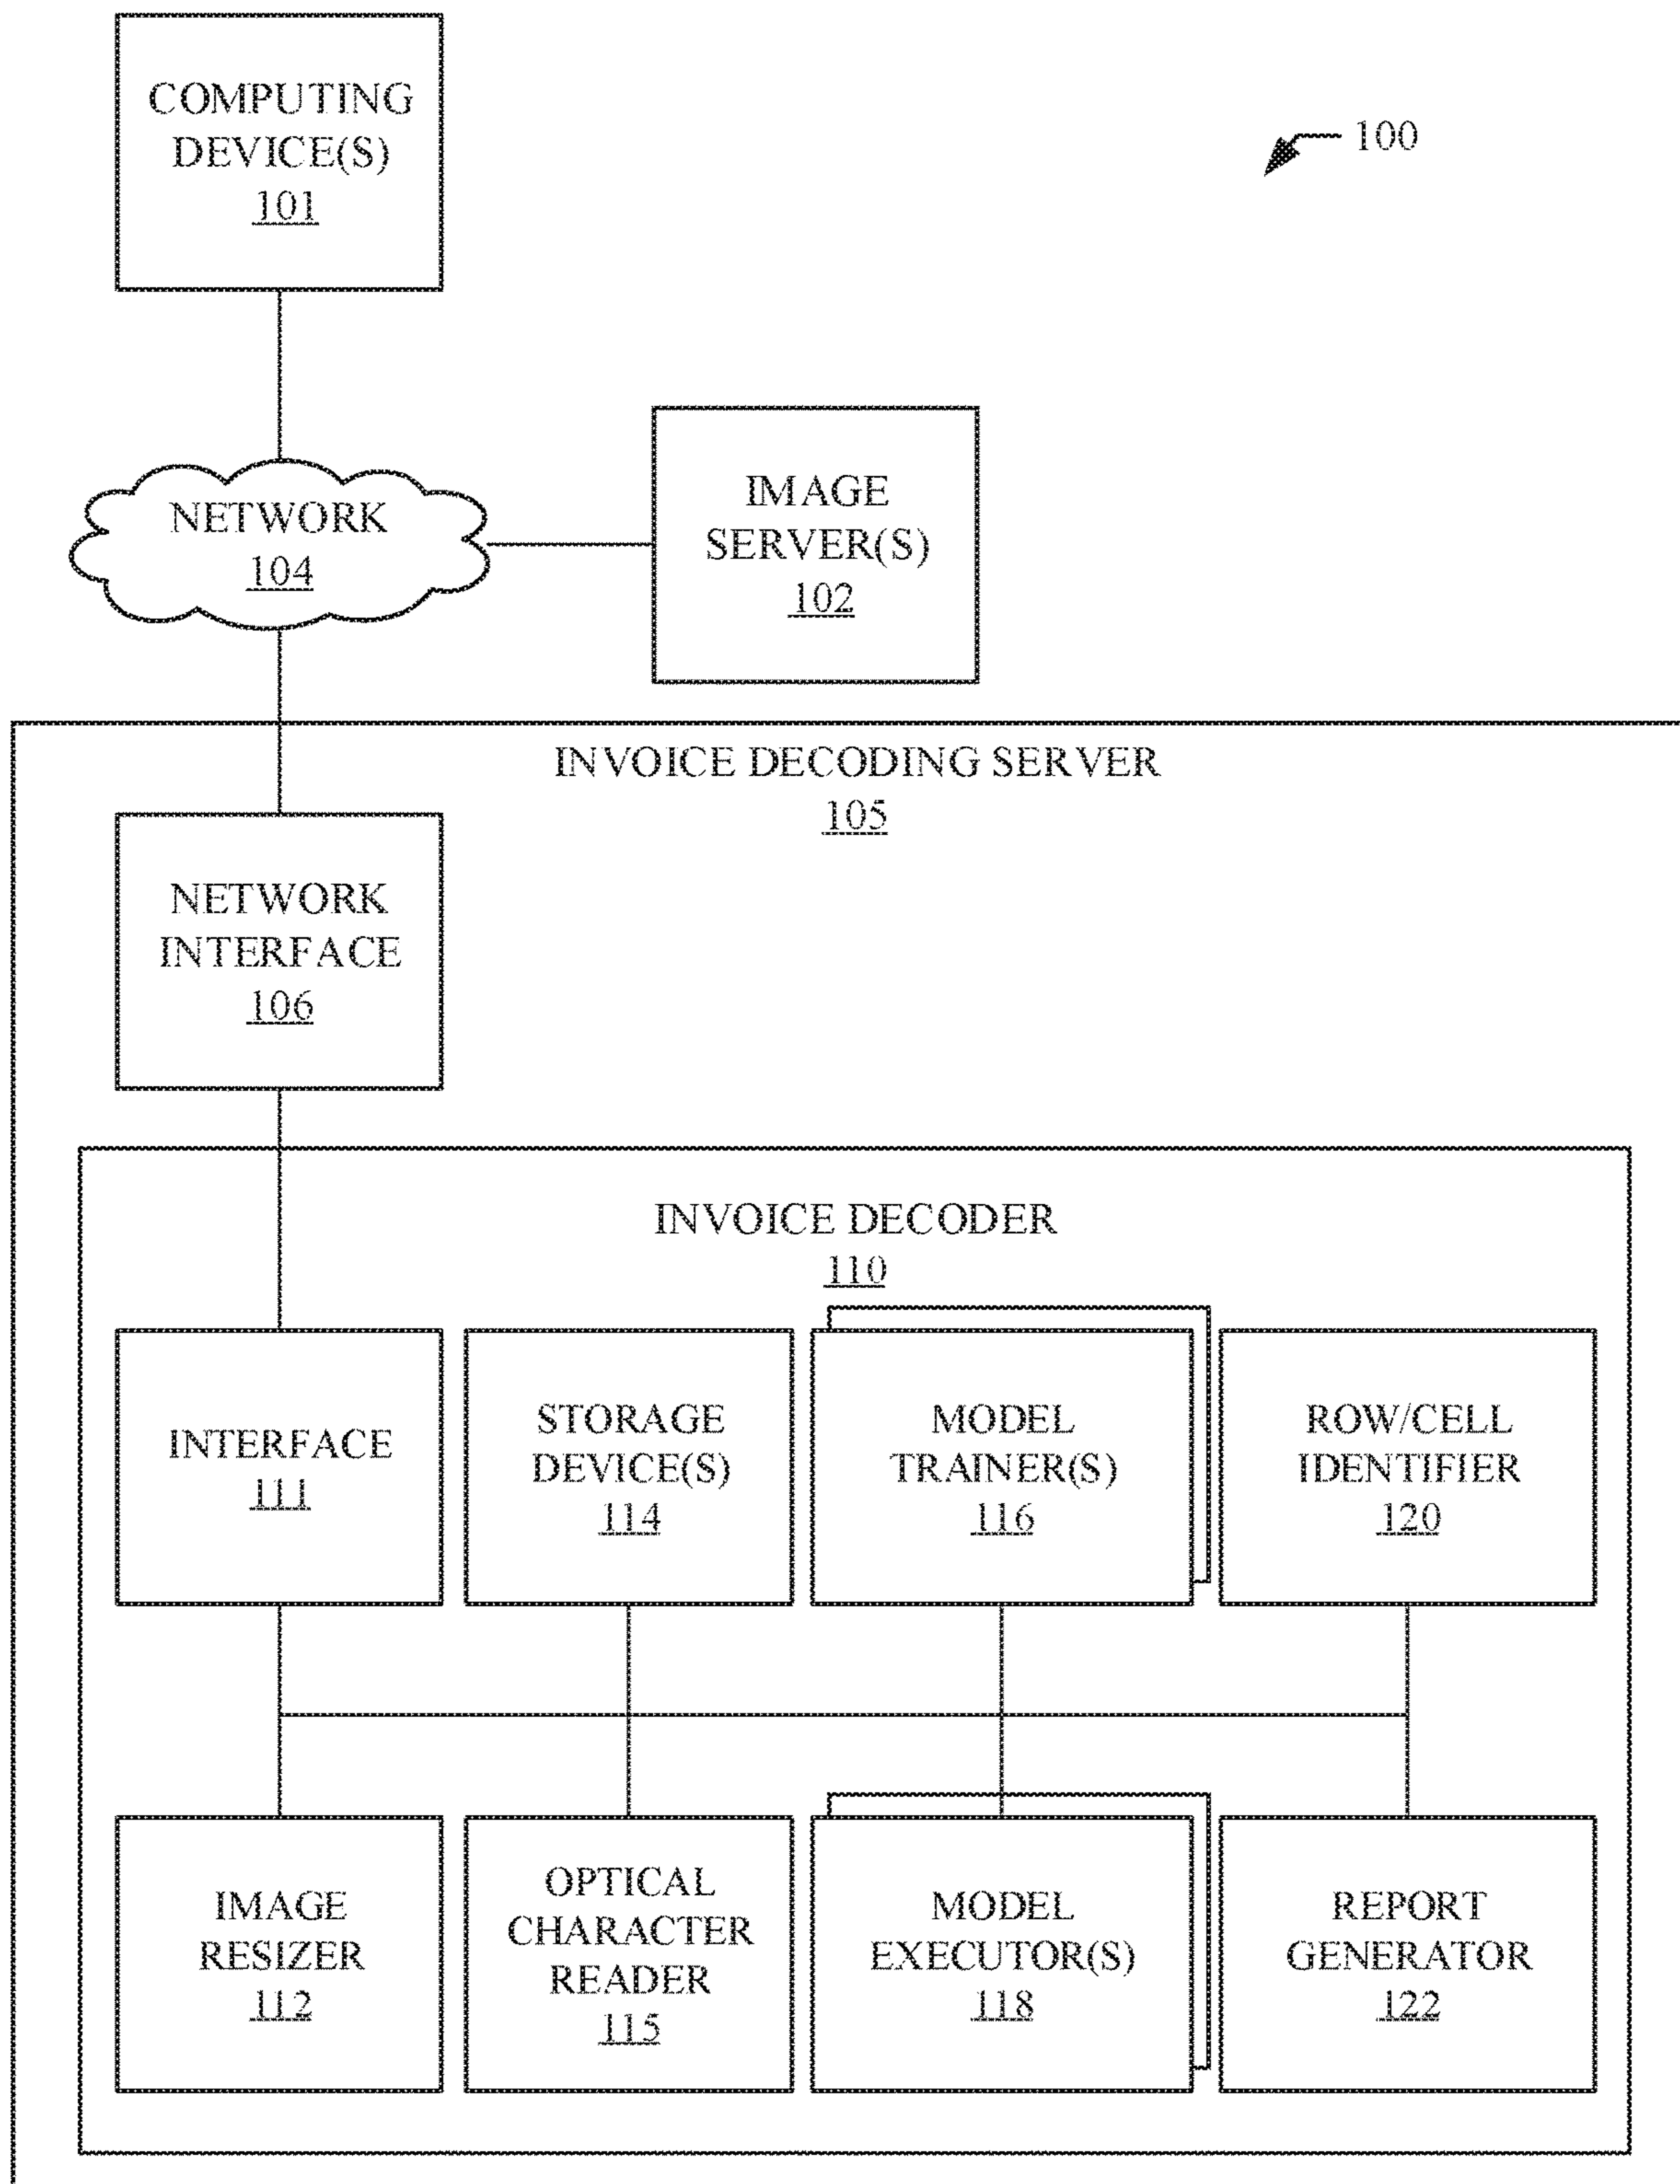 COMPUTING
DEVICE(S)
101
100
NETWORK
104
IMAGE
SERVER(S)
102
INVOICE DECODING SERVER
105
NETWORK
INTERFACE
106
INVOICE DECODER
110
INTERFACE
111
STORAGE
DEVICE(S)
114
MODEL
TRAINER(S)
116
ROW/CELL
IDENTIFIER
120
IMAGE
RESIZER
112
OPTICAL
CHARACTER
READER
115
MODEL
EXECUTOR(S)
118
REPORT
GENERATOR
122